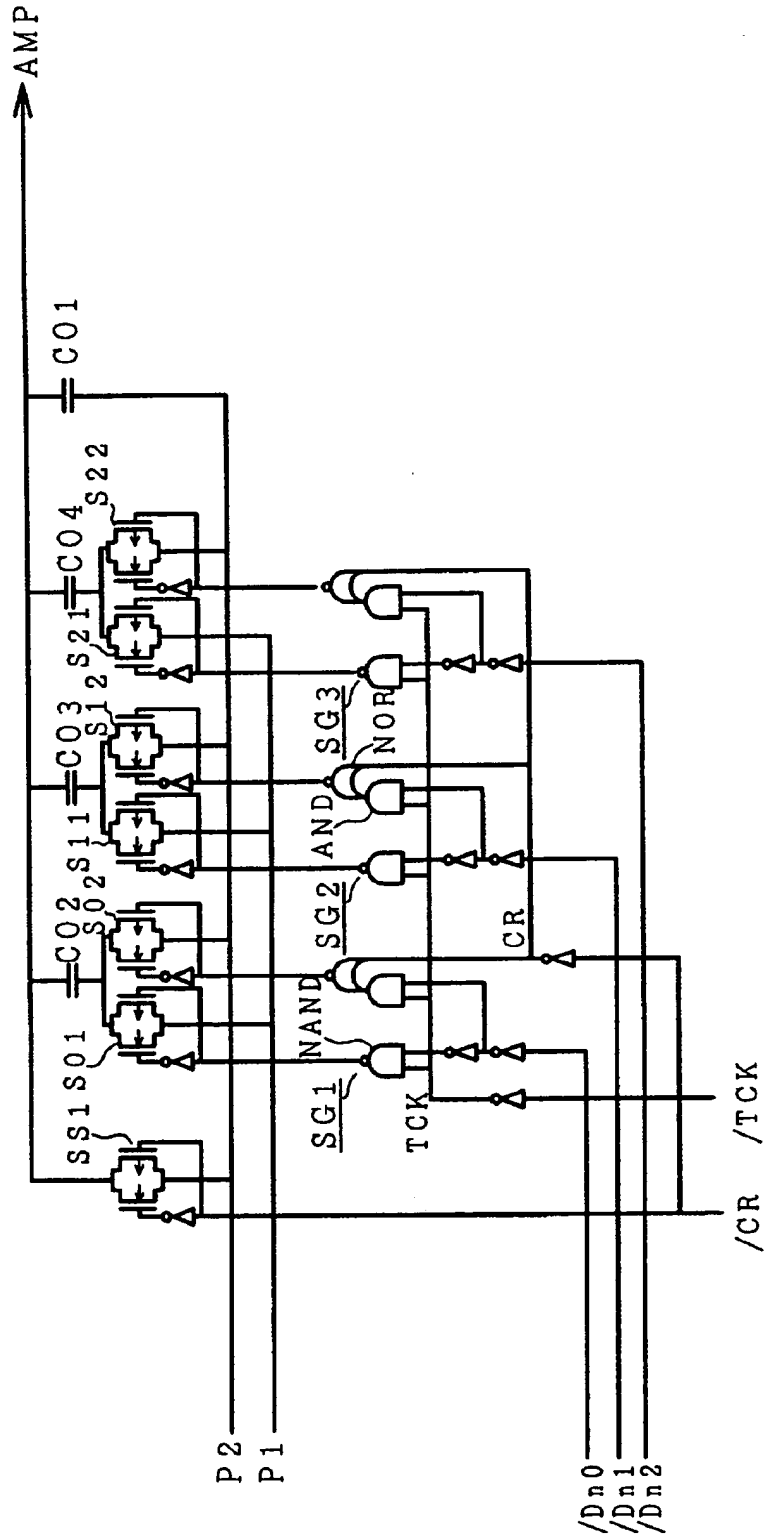 AMP
CO1
CO4
S22
S21
CO3
S12
S11
CO2
S02
S01
SS1
P2
P1
SG3
NOR
AND
SG2
NAND
SG1
TCK
CR
/TCK
/CR
/Dn0
/Dn1
/Dn2